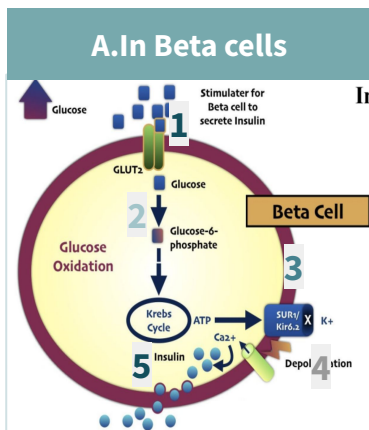 A.In Beta cells
Glucose
Stimulater for
Beta cell to
secrete Insulin
1
GLUT2
Glucose
2
Glucose-6-
phosphate
Beta Cell
Glucose
Oxidation
3
Krebs
Cycle
ATP
SUR1/
Kir6.2
X
K+
Ca2+
5
Insulin
4